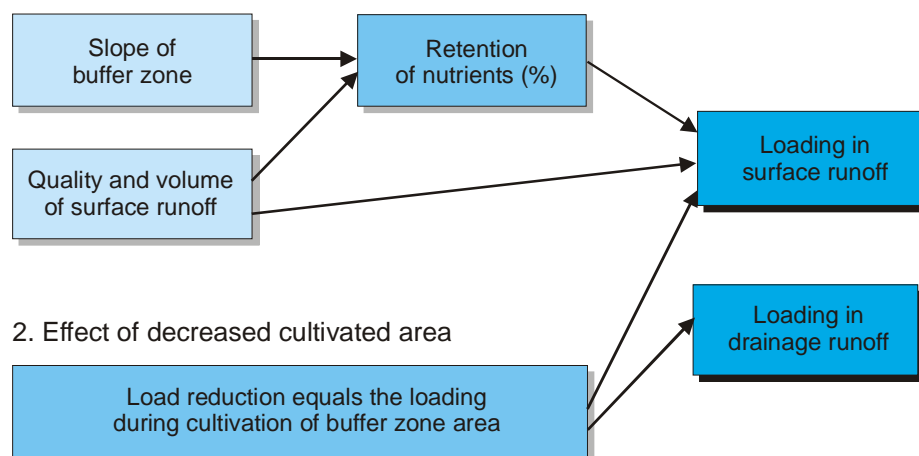 Slope of
buffer zone
Retention
of nutrients (%)
Quality and volume
of surface runoff
Loading in
surface runoff
2. Effect of decreased cultivated area
Loading in
drainage runoff
Load reduction equals the loading
during cultivation of buffer zone area